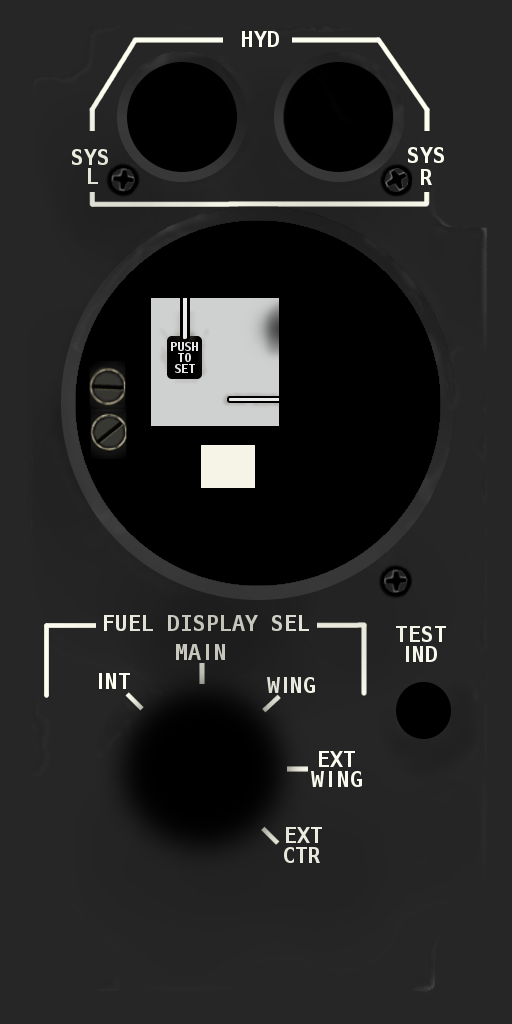 HYD
SYS
L
SYS
R
PUSH
TO
SET
FUEL DISPLAY SEL
MAIN
INT
WING
EXT
WING
EXT
CTR
TEST
IND